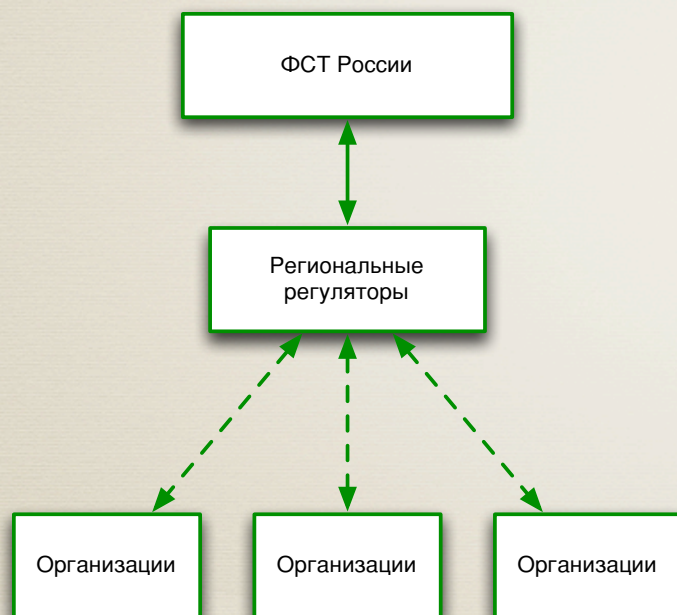 ФСТ России
Региональные
регуляторы
Организации
Организации
Организации